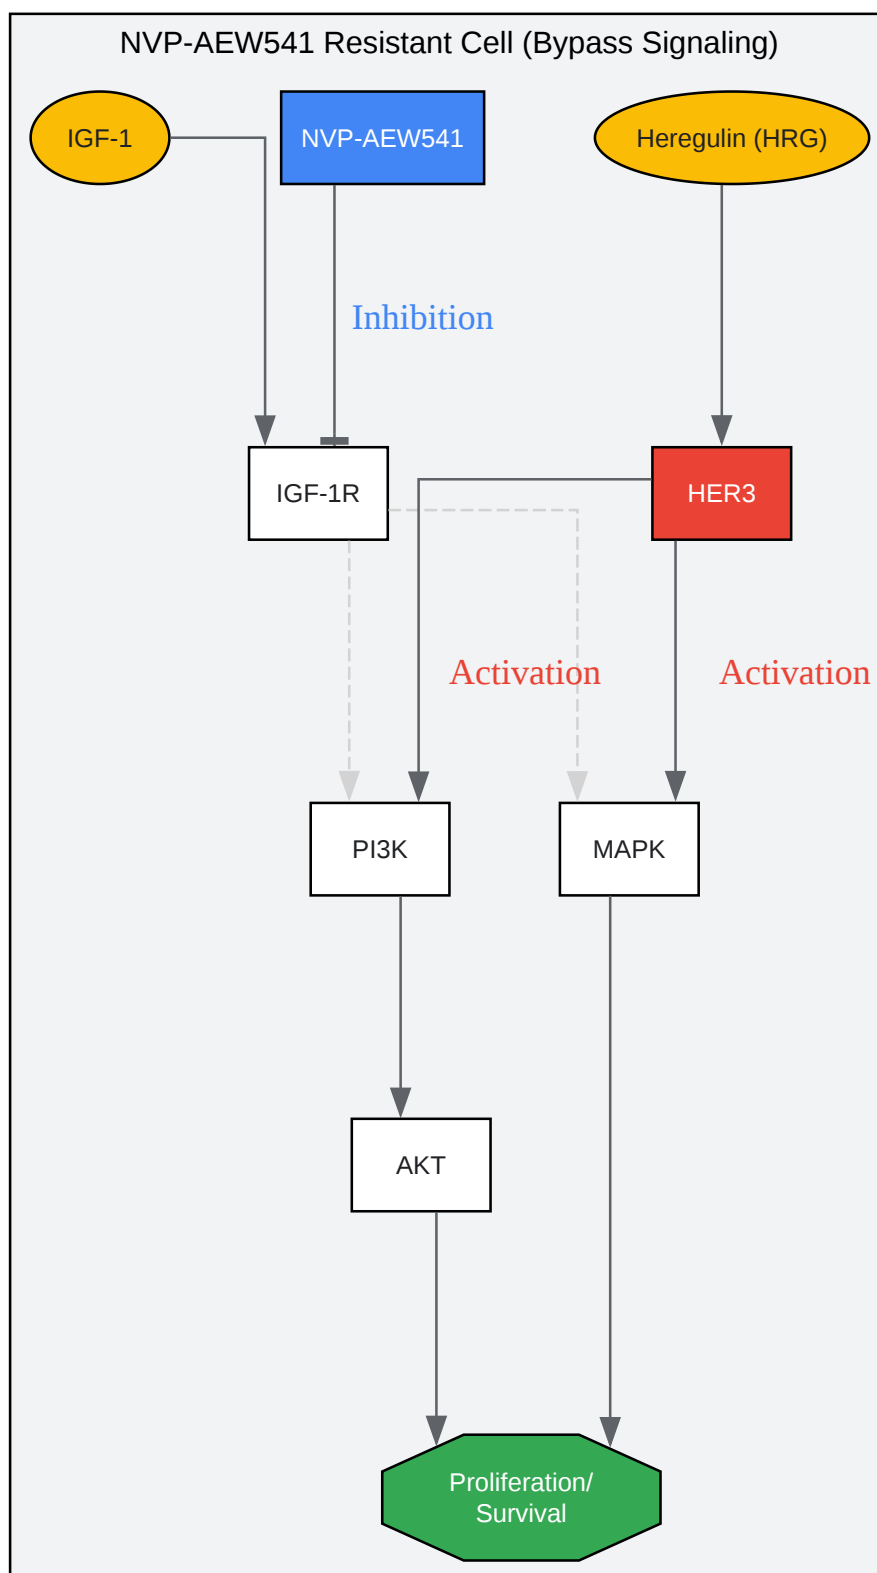 NVP-AEW541 Resistant Cell (Bypass Signaling)
IGF-1
NVP-AEW541
Heregulin (HRG)
Inhibition
IGF-1R
HER3
Activation
Activation
PI3K
MAPK
AKT
Proliferation/
Survival